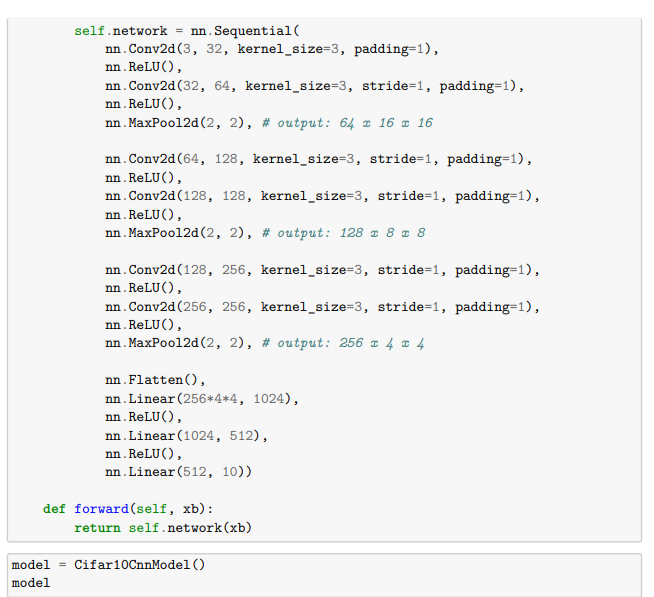 self.network = nn.Sequential(
nn.Conv2d(3, 32, kernel_size=3, padding=1),
nn.ReLU(),
nn.Conv2d(32, 64, kernel_size=3, stride=1, padding=1),
nn.ReLU(),
nn.MaxPool2d(2, 2), # output: 64 x 16 x 16
nn.Conv2d(64, 128, kernel_size=3, stride=1, padding=1),
nn.ReLU(),
nn.Conv2d(128, 128, kernel_size=3, stride=1, padding=1),
nn.ReLU(),
nn.MaxPool2d(2, 2), # output: 128 x 8 x 8
nn.Conv2d(128, 256, kernel_size=3, stride=1, padding=1),
nn.ReLU(),
nn.Conv2d(256, 256, kernel_size=3, stride=1, padding=1),
nn.ReLU(),
nn.MaxPool2d(2, 2), # output: 256 x 4 x 4
nn.Flatten(),
nn.Linear(256*4*4, 1024),
nn.ReLU(),
nn.Linear(1024, 512),
nn.ReLU(),
nn.Linear(512, 10))
def forward(self, xb):
return self.network(xb)
model = Cifar10CnnModel()
model